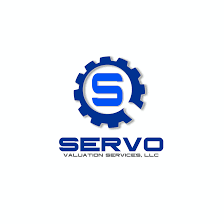 S
SERVO
VALUATION SERVICES, LLC